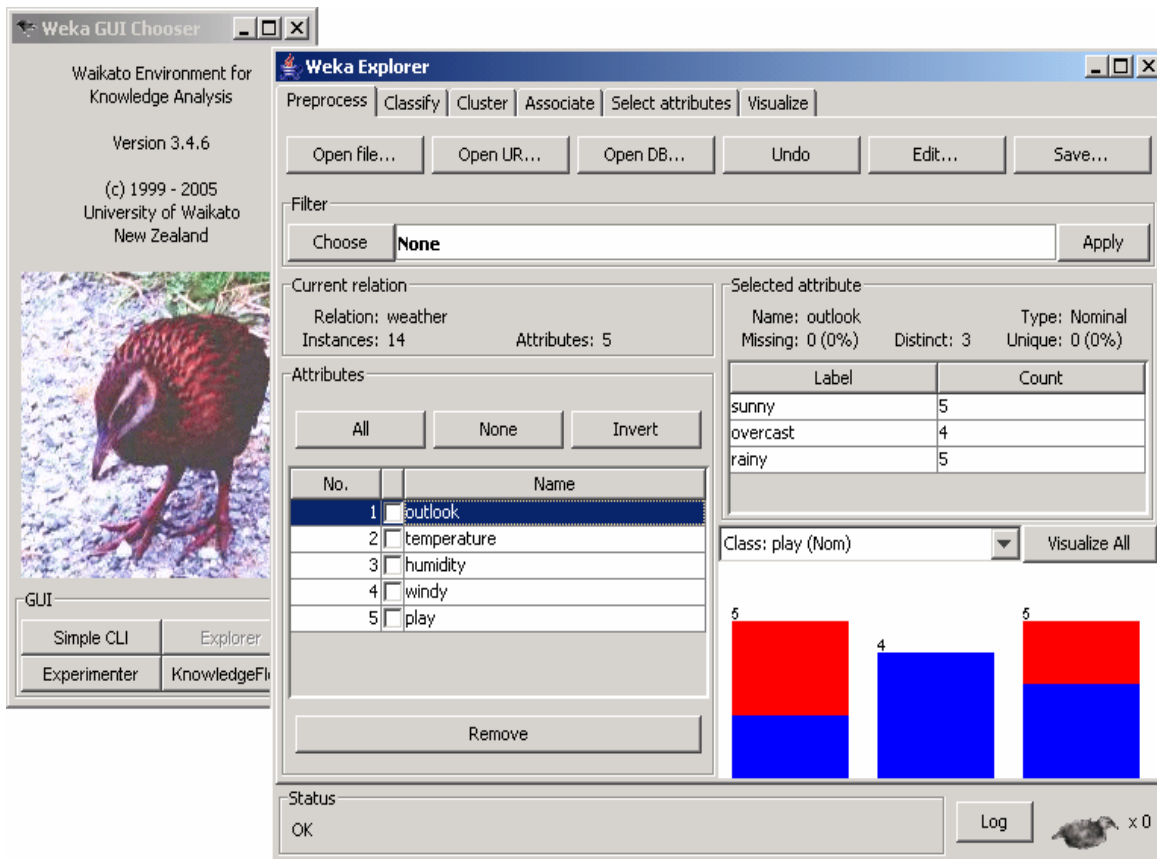 Weka GUI Chooser
Waikato Environment for
Knowledge Analysis
Version 3.4.6
(c) 1999 - 2005
University of Waikato
New Zealand
GUI
Simple CLI
Explorer
Experimenter
KnowledgeFl
Weka Explorer
Preprocess Classify Cluster Associate Select attributes Visualize
Open file... Open UR... Open DB... Undo Edit... Save...
Filter
Choose None Apply
Current relation
Relation: weather
Instances: 14 Attributes: 5
Attributes
All None Invert
No. Name
1 outlook
2 temperature
3 humidity
4 windy
5 play
Remove
Selected attribute
Name: outlook Type: Nominal
Missing: 0 (0%) Distinct: 3 Unique: 0 (0%)
Label Count
sunny 5
overcast 4
rainy 5
Class: play (Nom) Visualize All
5 4 5
Status
OK
Log x 0